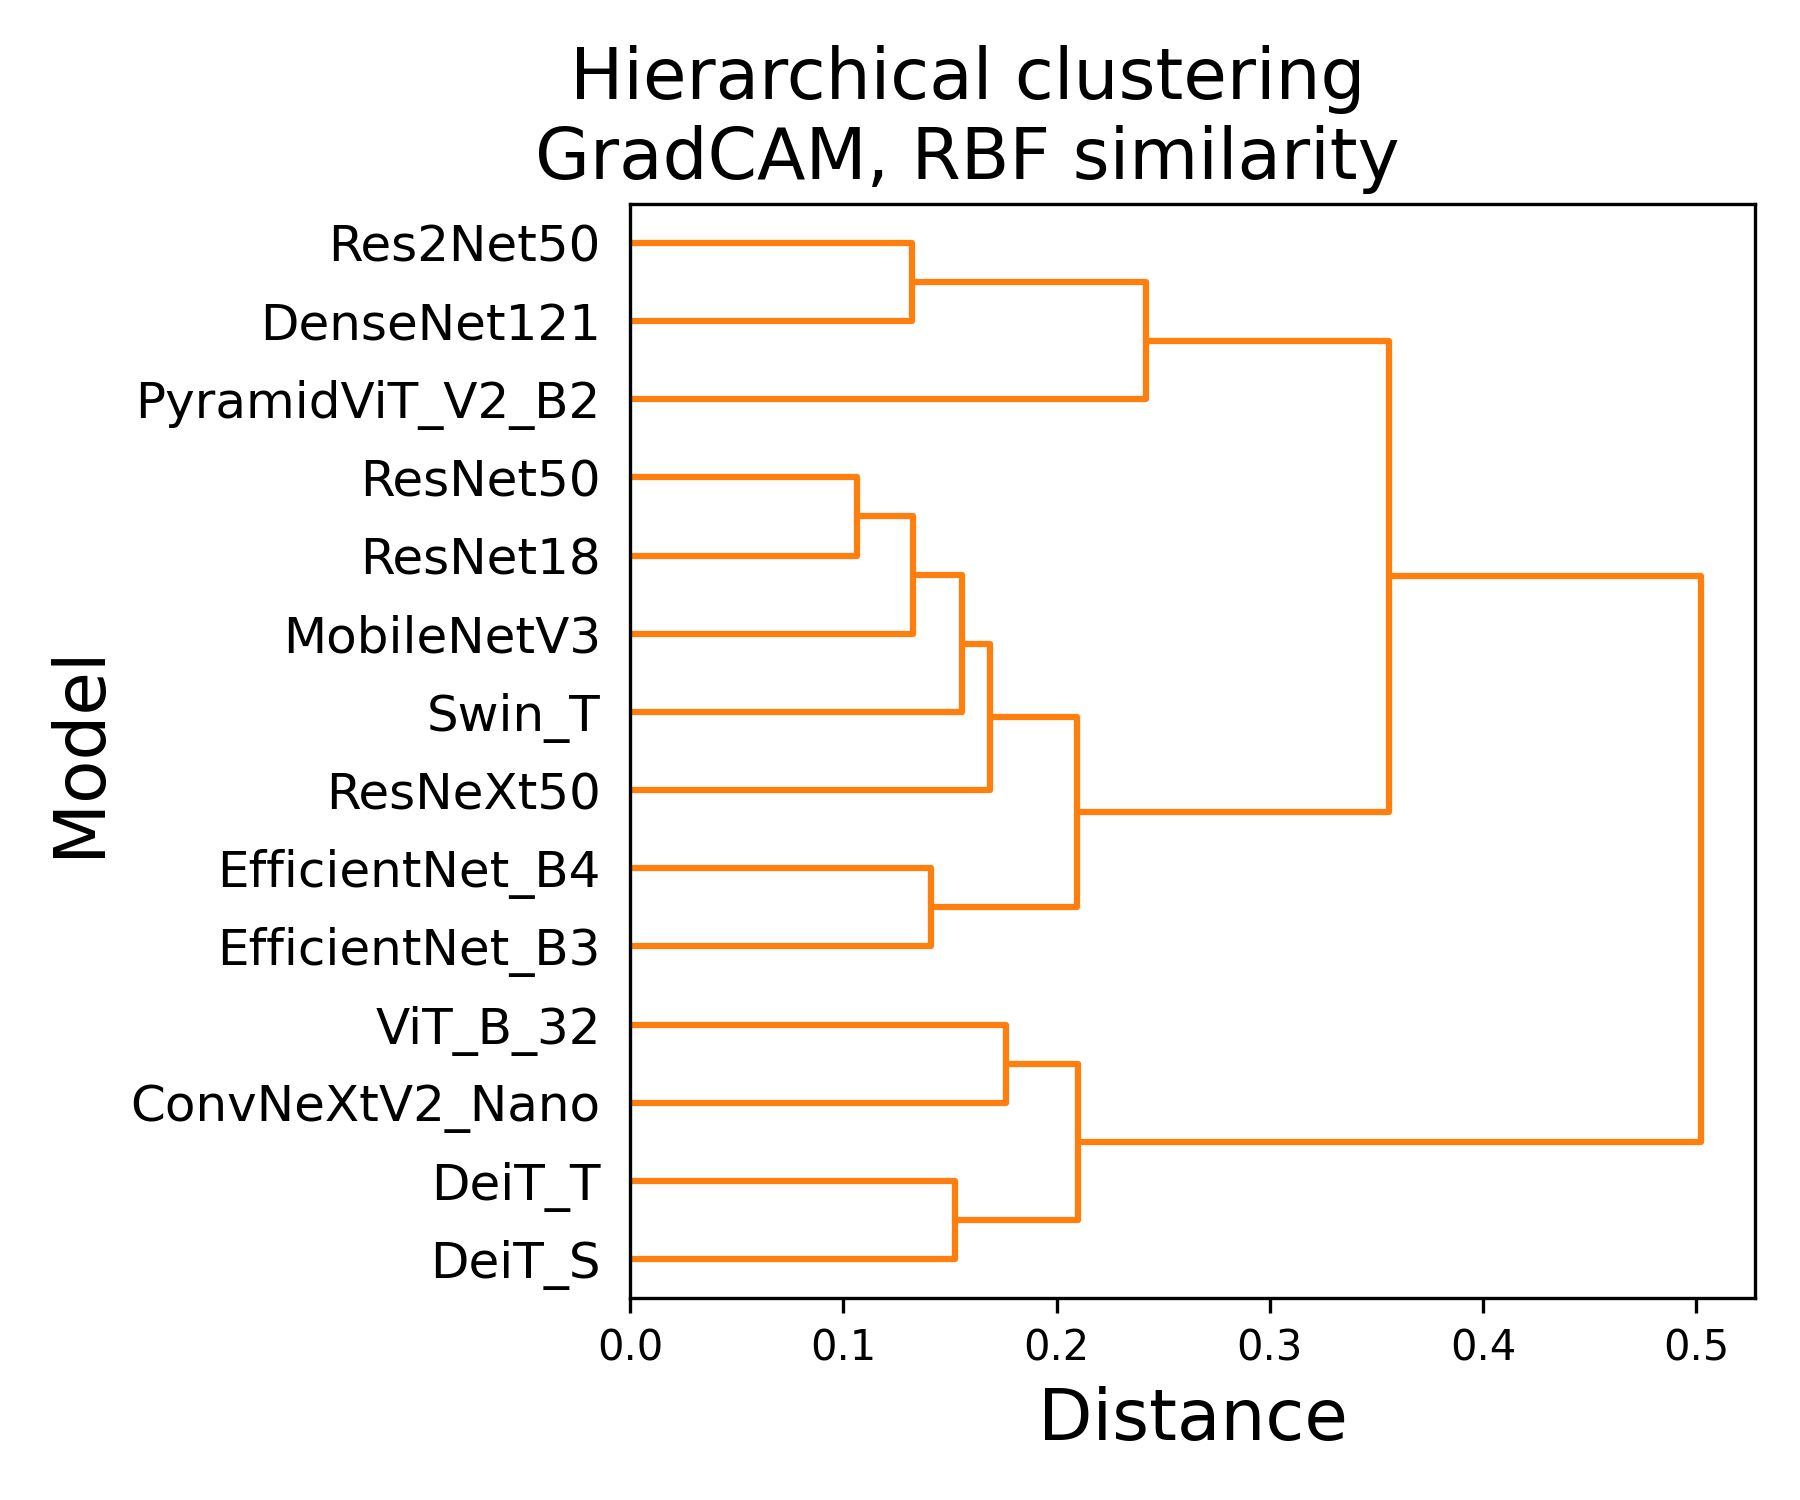 Hierarchical clustering
GradCAM, RBF similarity
Res2Net50
DenseNet121
PyramidViT_V2_B2
ResNet50
ResNet18
MobileNetV3
Swin_T
ResNeXt50
EfficientNet_B4
EfficientNet_B3
ViT_B_32
ConvNeXtV2_Nano
DeiT_T
DeiT_S
Model
0.0 0.1 0.2 0.3 0.4 0.5
Distance